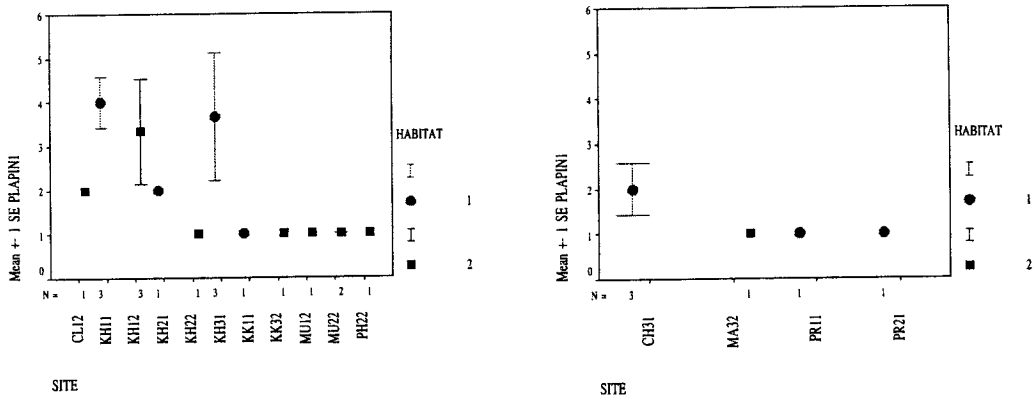 6
5
4
3
2
1
0
Mean +- 1 SE PLAPIN1
N = 1 3 3 1 1 3 1 1 1 2 1
CL12 KH11 KH12 KH21 KH22 KH31 KK11 KK32 MU12 MU22 PH22
SITE
HABITAT
1
2
6
5
4
3
2
1
0
Mean +- 1 SE PLAPIN1
N = 3 1 1 1
CH31 MA32 PR11 PR21
SITE
HABITAT
1
2